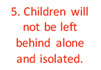 5. Children will
not be left
behind alone
and isolated.